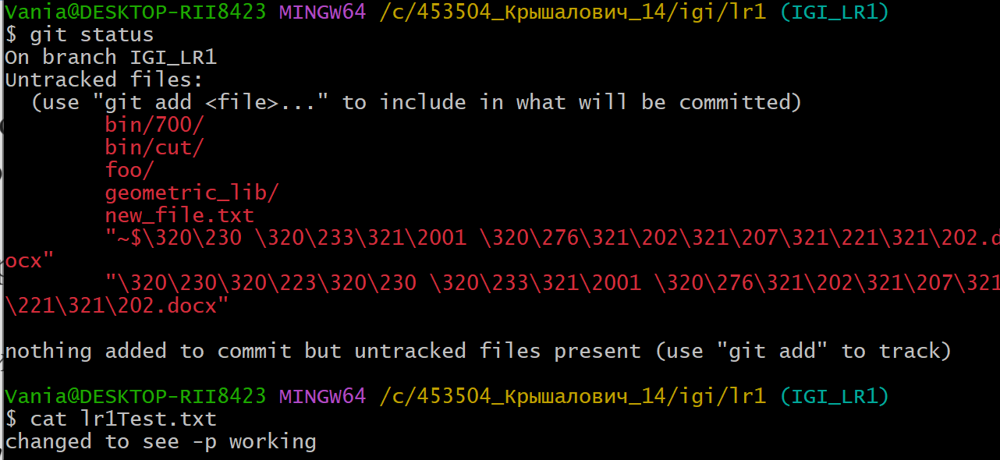 Vania@DESKTOP-RII8423 MINGW64 /c/453504_Крышалович_14/igi/lr1 (IGI_LR1)
$ git status
On branch IGI_LR1
Untracked files:
  (use "git add <file>..." to include in what will be committed)
        bin/700/
        bin/cut/
        foo/
        geometric_lib/
        new_file.txt
        "~$\320\230 \320\233\321\2001 \320\276\321\202\321\207\321\221\321\202.d
ocx"
        "\320\230\320\223\320\230 \320\233\321\2001 \320\276\321\202\321\207\321
\221\321\202.docx"
nothing added to commit but untracked files present (use "git add" to track)
Vania@DESKTOP-RII8423 MINGW64 /c/453504_Крышалович_14/igi/lr1 (IGI_LR1)
$ cat lr1Test.txt
changed to see -p working